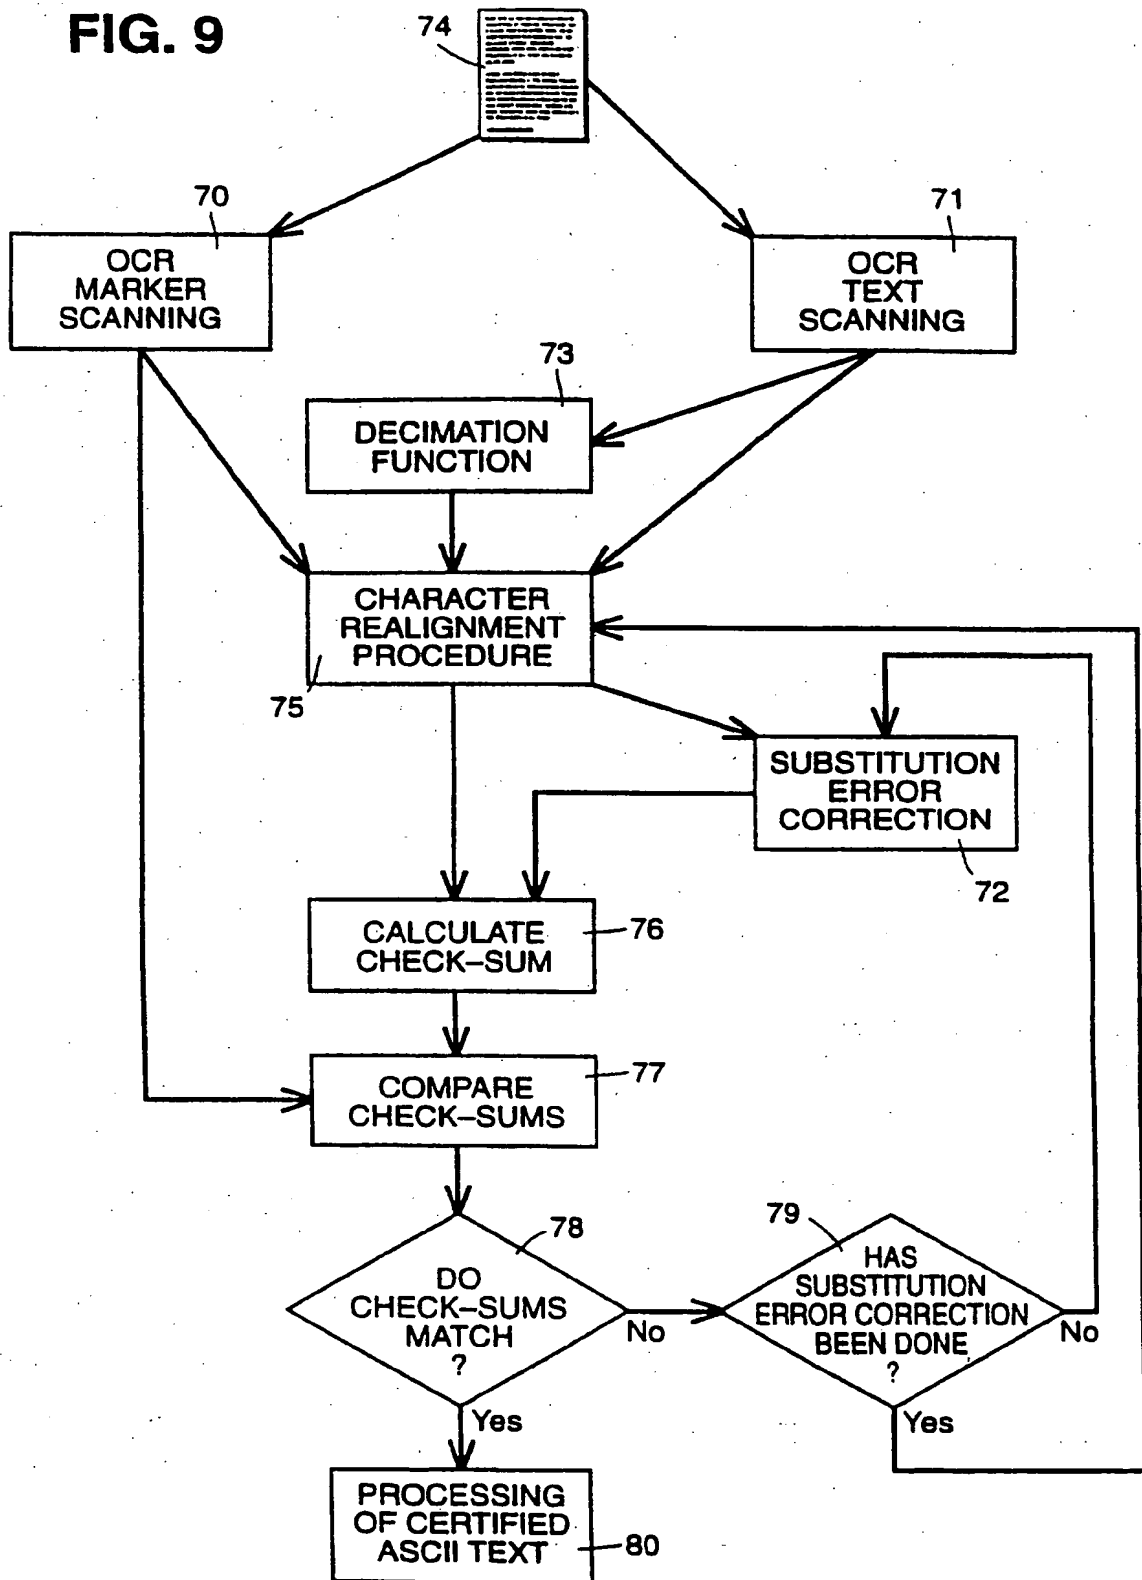 FIG. 9
74
70
OCR
MARKER
SCANNING
71
OCR
TEXT
SCANNING
73
DECIMATION
FUNCTION
CHARACTER
REALIGNMENT
PROCEDURE
75
SUBSTITUTION
ERROR
CORRECTION
72
CALCULATE
CHECK–SUM
76
COMPARE
CHECK–SUMS
77
78
DO
CHECK–SUMS
MATCH
?
No
Yes
79
HAS
SUBSTITUTION
ERROR CORRECTION
BEEN DONE
?
No
Yes
PROCESSING
OF CERTIFIED
ASCII TEXT
80